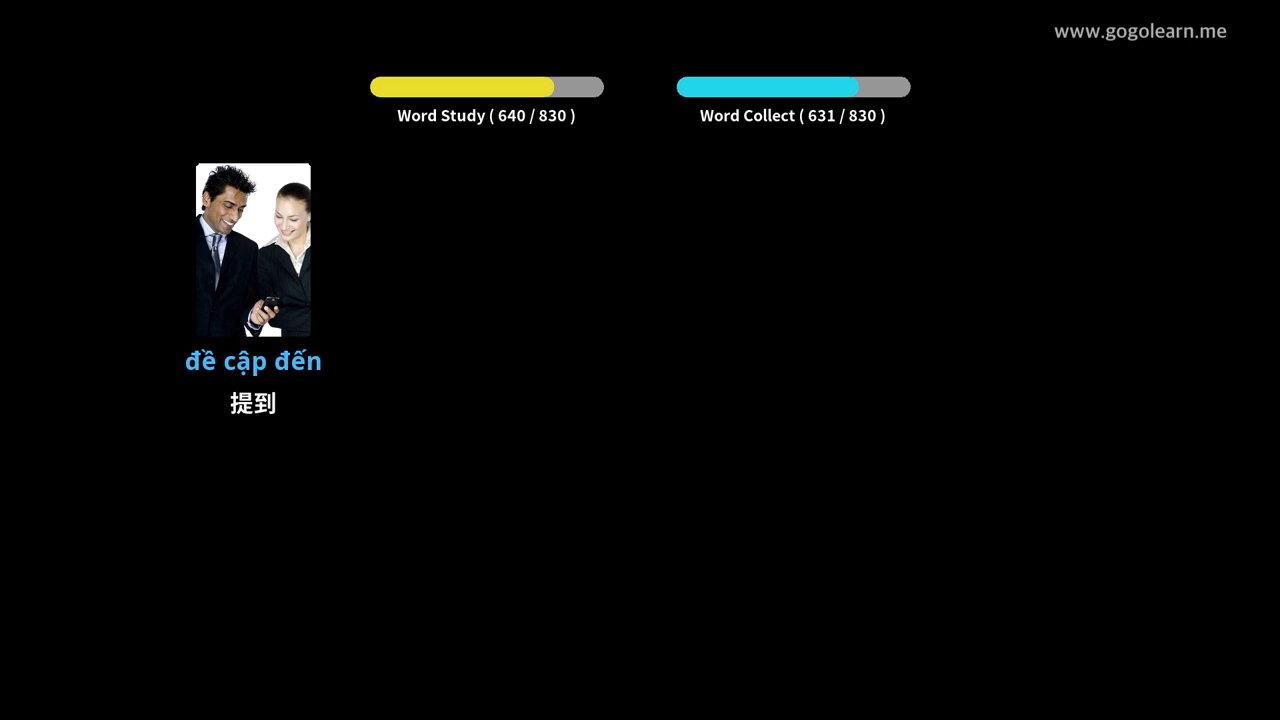 www.gogolearn.me
Word Study ( 640 / 830 )
Word Collect ( 631 / 830 )
đề cập đến
提到